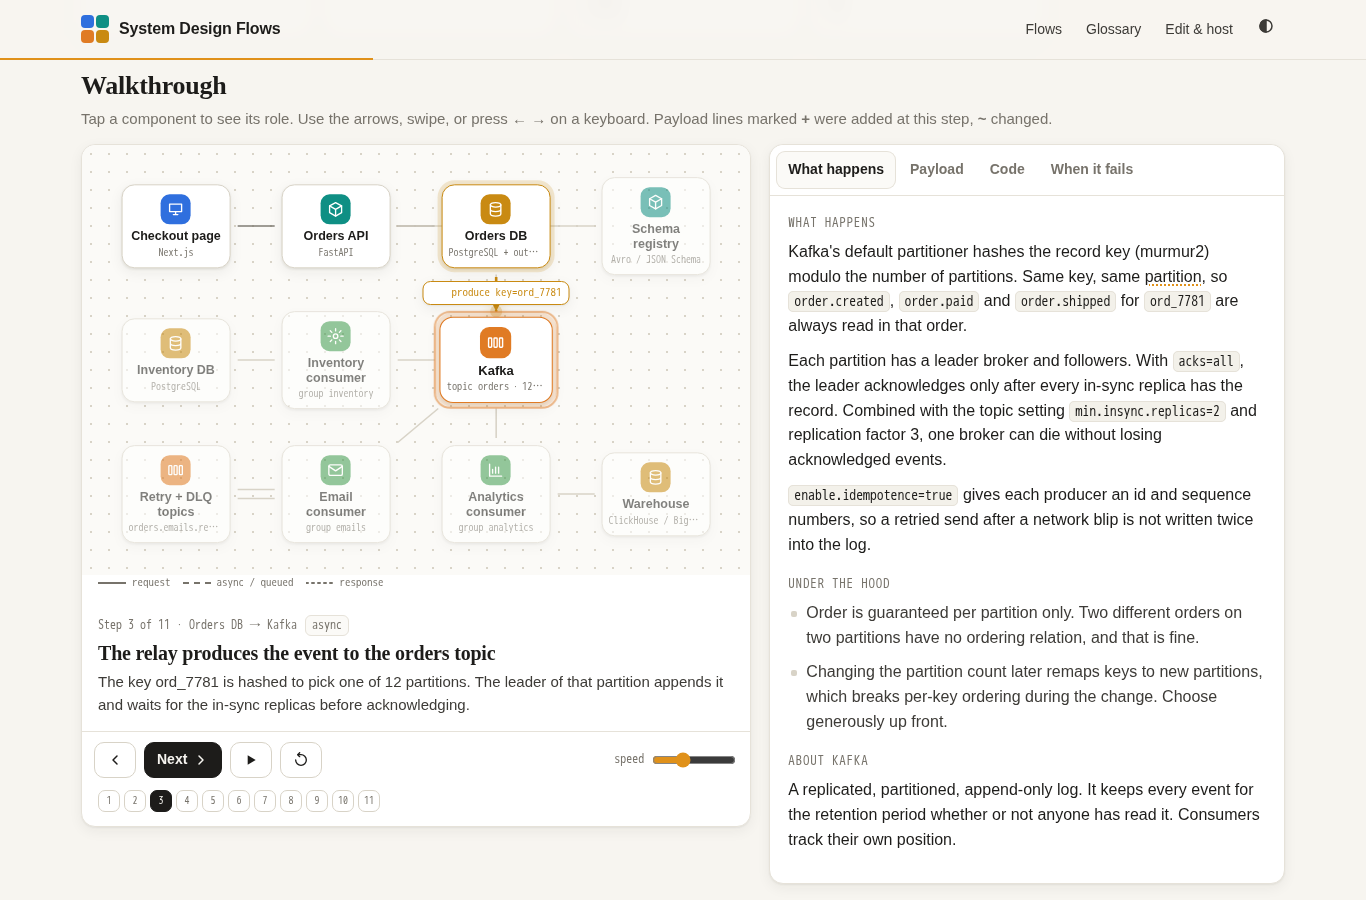 System Design Flows
Flows
Glossary
Edit & host
Walkthrough
Tap a component to see its role. Use the arrows, swipe, or press ← → on a keyboard. Payload lines marked + were added at this step, ~ changed.
Checkout page
Next.js
Orders API
FastAPI
Orders DB
PostgreSQL + out···
Schema
registry
Avro / JSON Schema
produce key=ord_7781
Inventory DB
PostgreSQL
Inventory
consumer
group inventory
Kafka
topic orders · 12···
Retry + DLQ
topics
orders.emails.re···
Email
consumer
group emails
Analytics
consumer
group analytics
Warehouse
ClickHouse / Big···
request
async / queued
response
Step 3 of 11 · Orders DB → Kafka async
The relay produces the event to the orders topic
The key ord_7781 is hashed to pick one of 12 partitions. The leader of that partition appends it
and waits for the in-sync replicas before acknowledging.
Next
speed
1 2 3 4 5 6 7 8 9 10 11
What happens
Payload
Code
When it fails
WHAT HAPPENS
Kafka's default partitioner hashes the record key (murmur2)
modulo the number of partitions. Same key, same partition, so
order.created, order.paid and order.shipped for ord_7781 are
always read in that order.
Each partition has a leader broker and followers. With acks=all,
the leader acknowledges only after every in-sync replica has the
record. Combined with the topic setting min.insync.replicas=2 and
replication factor 3, one broker can die without losing
acknowledged events.
enable.idempotence=true gives each producer an id and sequence
numbers, so a retried send after a network blip is not written twice
into the log.
UNDER THE HOOD
Order is guaranteed per partition only. Two different orders on
two partitions have no ordering relation, and that is fine.
Changing the partition count later remaps keys to new partitions,
which breaks per-key ordering during the change. Choose
generously up front.
ABOUT KAFKA
A replicated, partitioned, append-only log. It keeps every event for
the retention period whether or not anyone has read it. Consumers
track their own position.